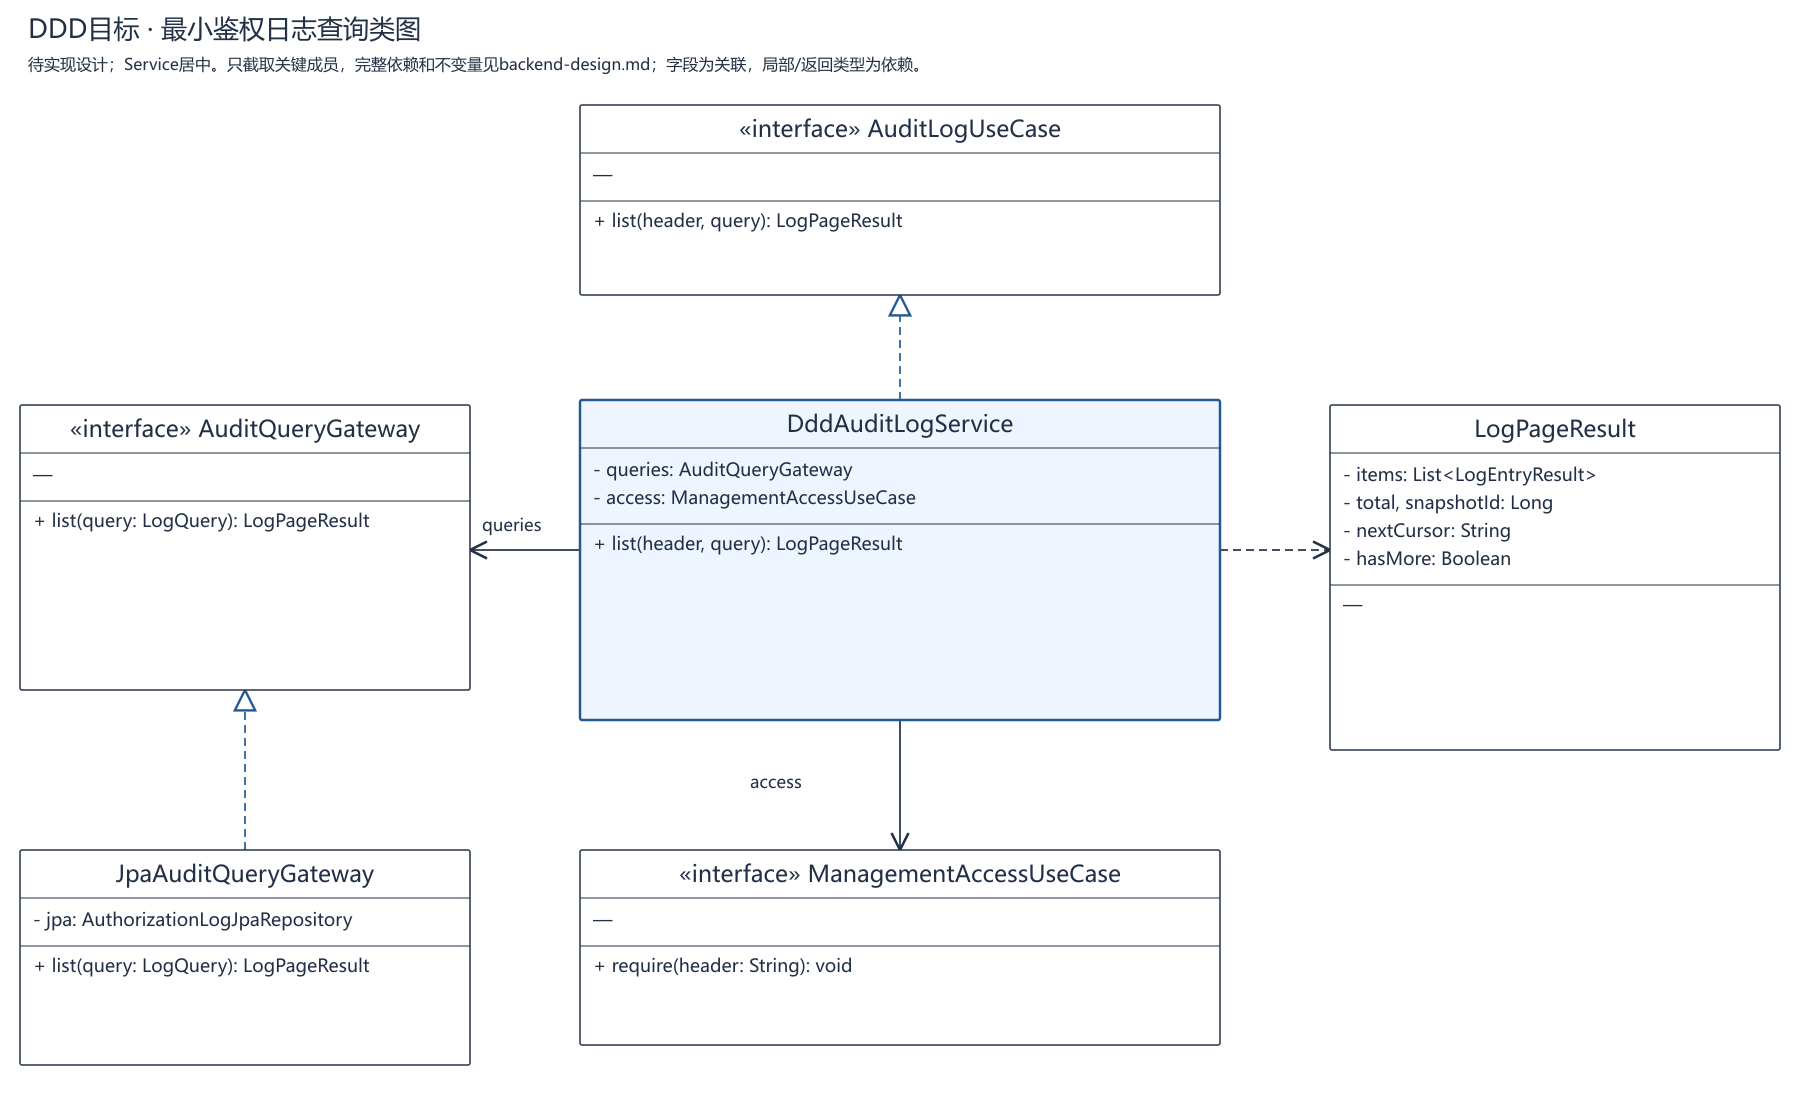 DDD目标 · 最小鉴权日志查询类图
待实现设计；Service居中。只截取关键成员，完整依赖和不变量见backend-design.md；字段为关联，局部/返回类型为依赖。
«interface» AuditLogUseCase
—
+ list(header, query): LogPageResult
«interface» AuditQueryGateway
—
+ list(query: LogQuery): LogPageResult
queries
DddAuditLogService
- queries: AuditQueryGateway
- access: ManagementAccessUseCase
+ list(header, query): LogPageResult
LogPageResult
- items: List<LogEntryResult>
- total, snapshotId: Long
- nextCursor: String
- hasMore: Boolean
—
access
JpaAuditQueryGateway
- jpa: AuthorizationLogJpaRepository
+ list(query: LogQuery): LogPageResult
«interface» ManagementAccessUseCase
—
+ require(header: String): void